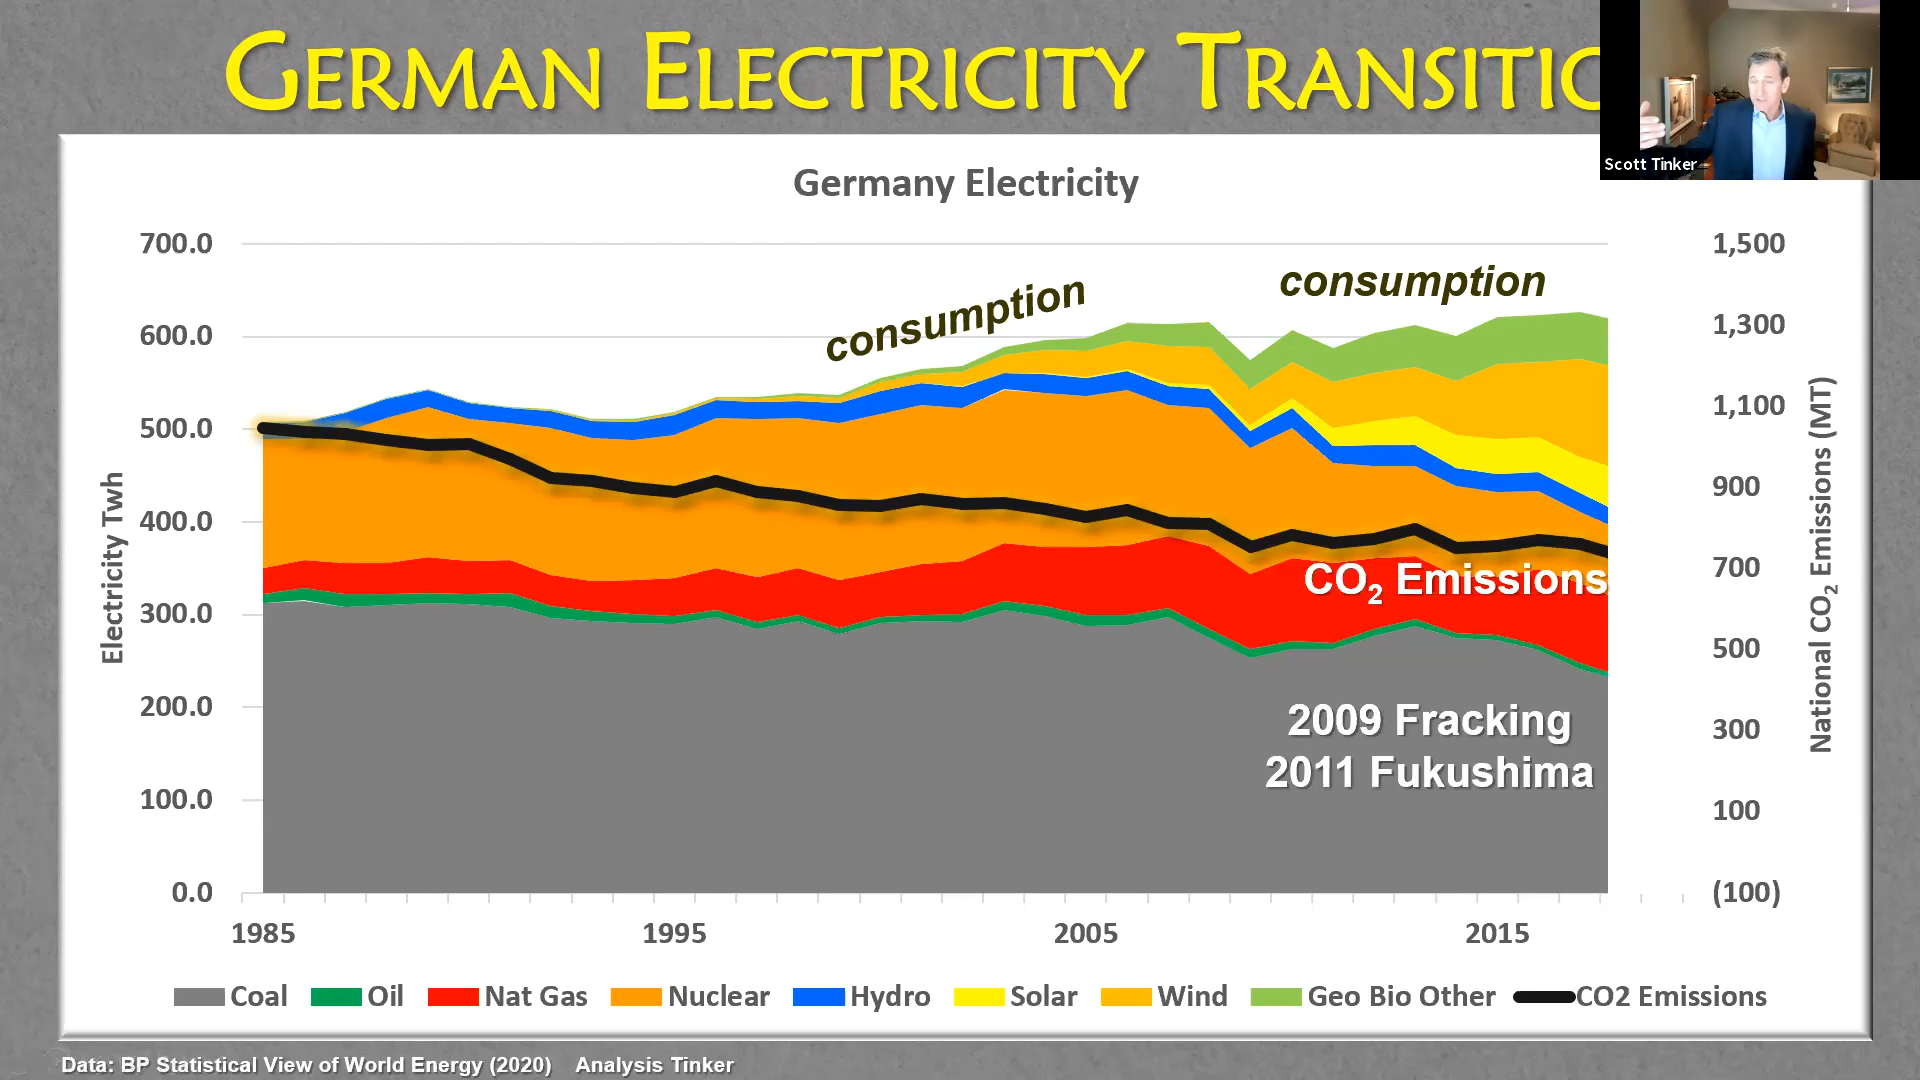 GERMAN ELECTRICITY TRANSITIO
Scott Tinker
Germany Electricity
700.0
600.0
500.0
400.0
300.0
200.0
100.0
0.0
Electricity Twh
1,500
1,300
1,100
900
700
500
300
100
(100)
National CO2 Emissions (MT)
consumption
consumption
CO2 Emissions
2009 Fracking
2011 Fukushima
1985 1995 2005 2015
Coal Oil Nat Gas Nuclear Hydro Solar Wind Geo Bio Other CO2 Emissions
Data: BP Statistical View of World Energy (2020) Analysis Tinker